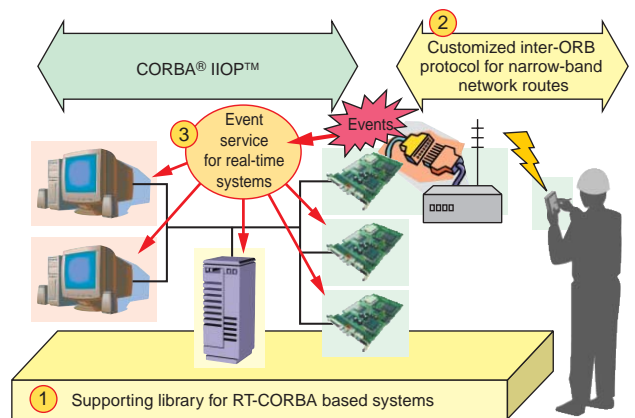 CORBA® IIOP™
2
Customized inter-ORB
protocol for narrow-band
network routes
3
Event
service
for real-time
systems
Events
1 Supporting library for RT-CORBA based systems